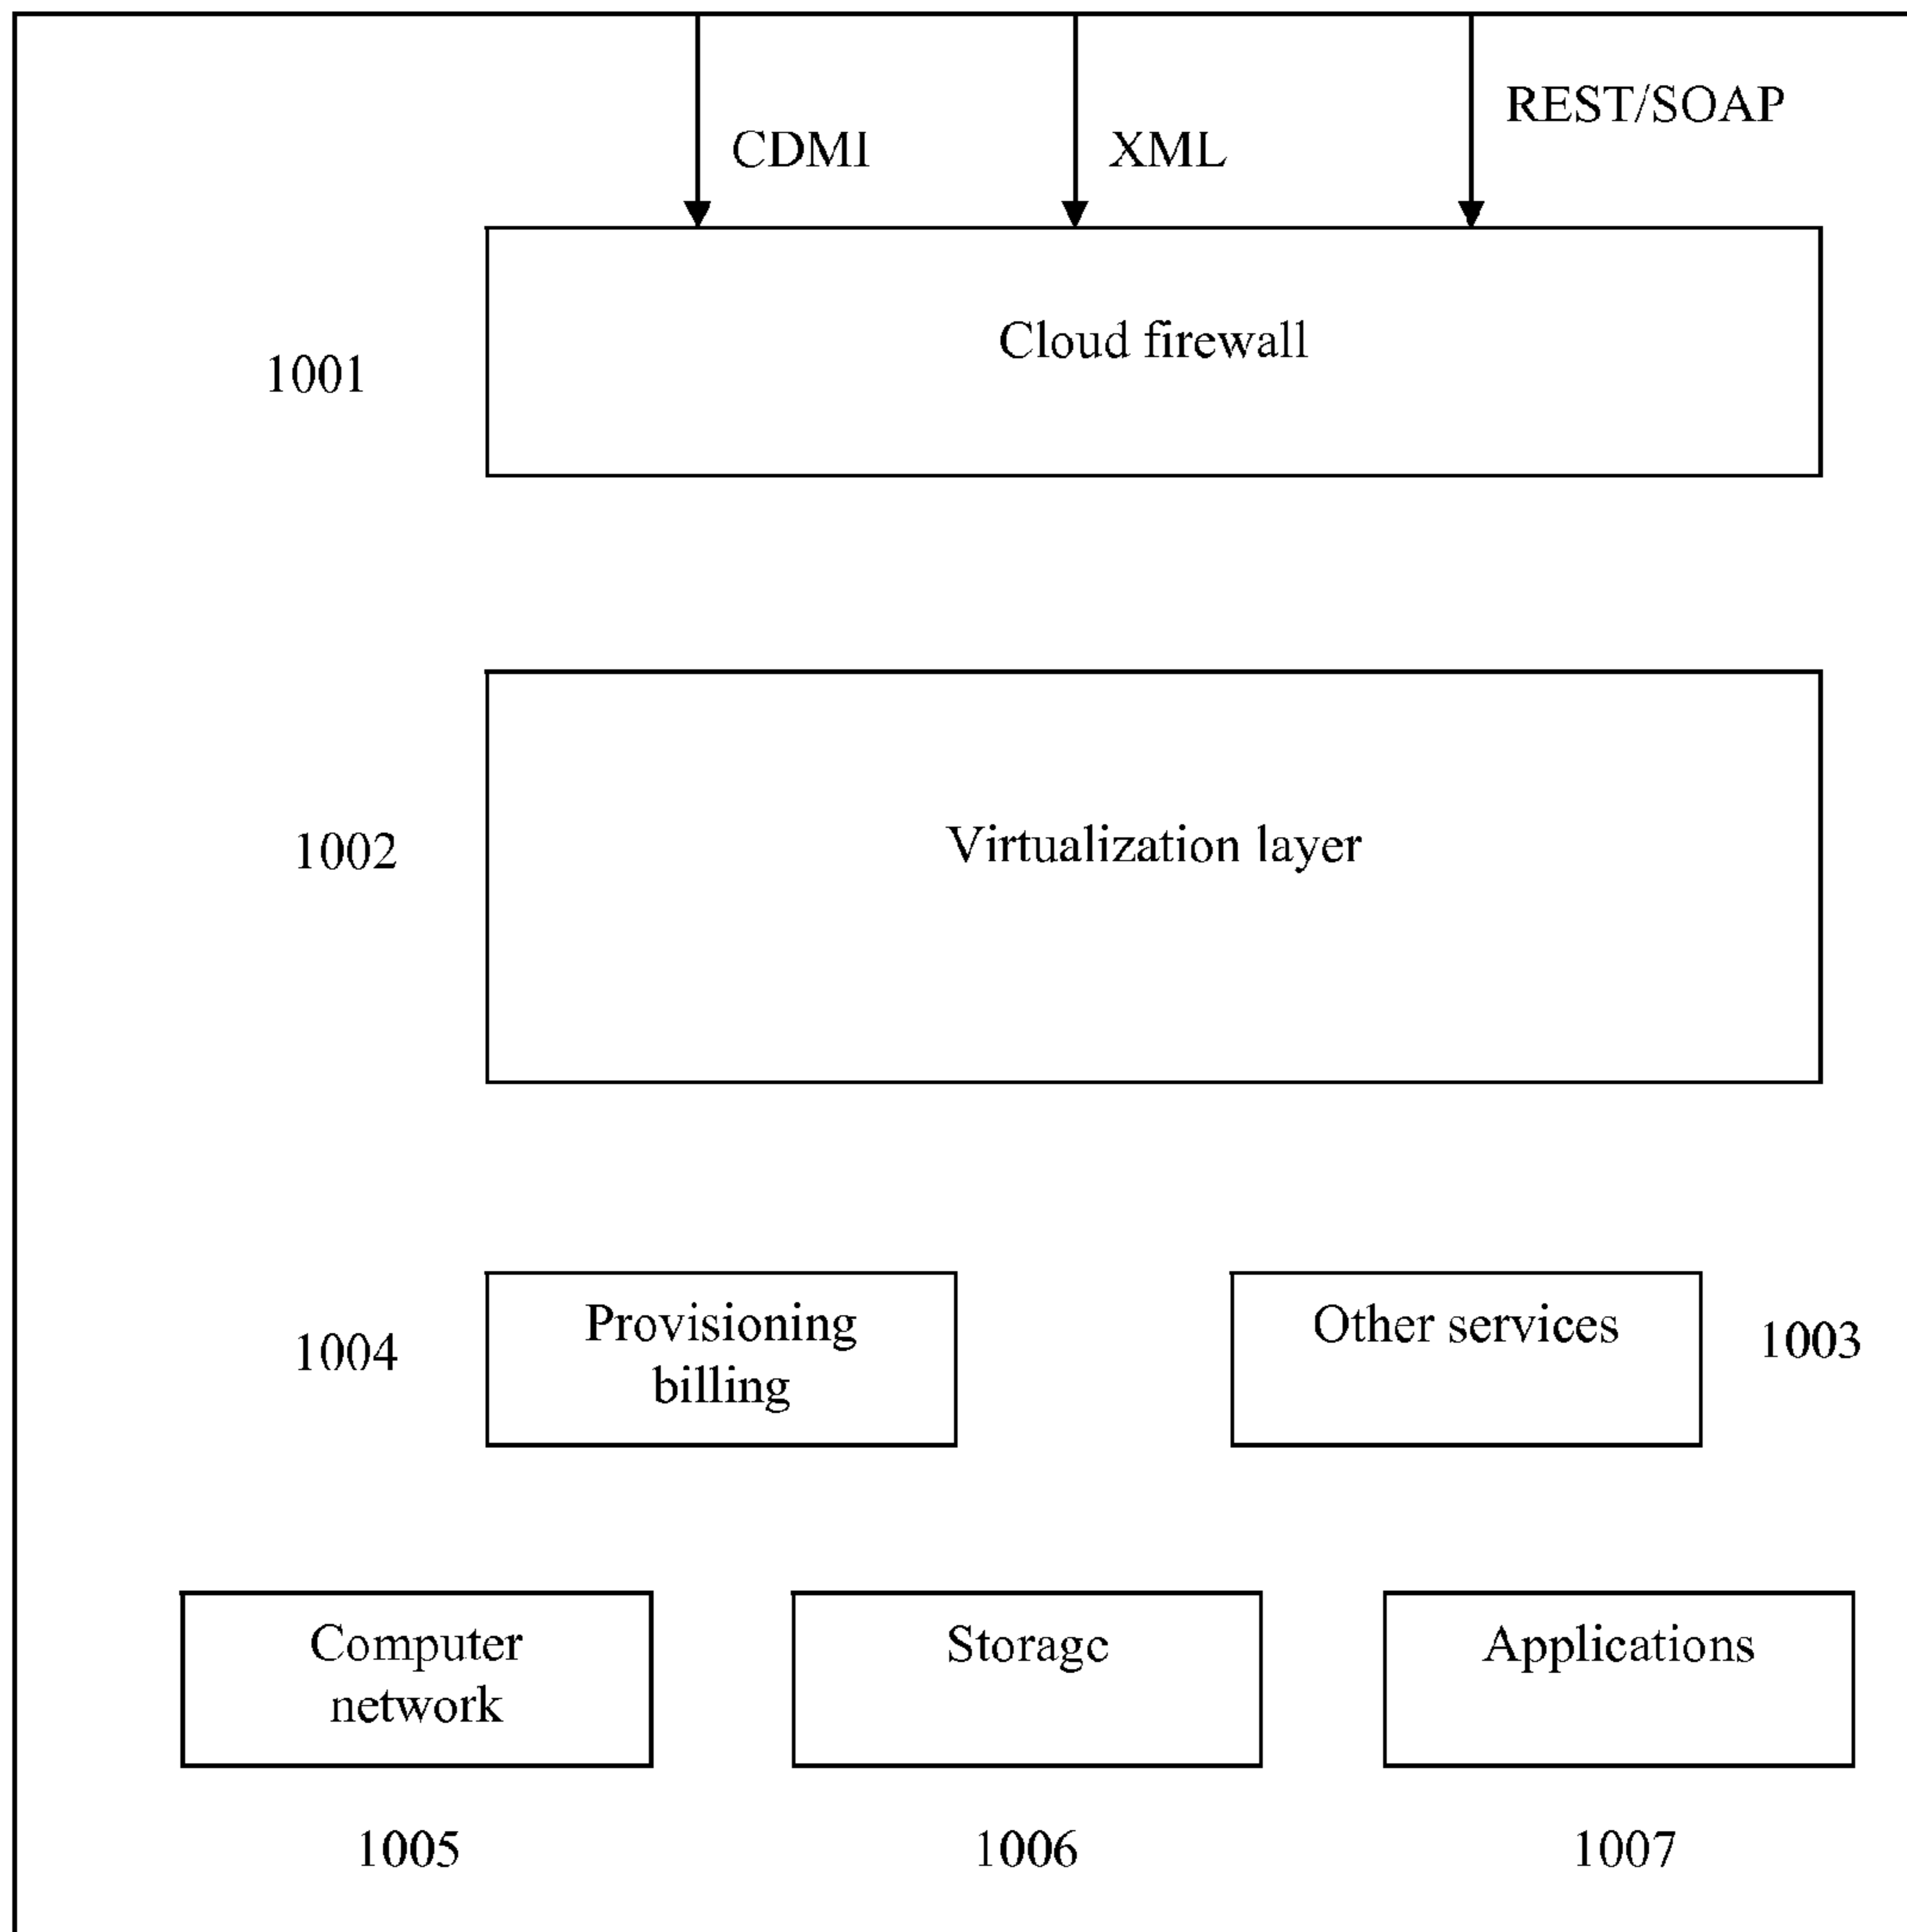 REST/SOAP
CDMI
XML
Cloud firewall
1001
Virtualization layer
1002
Provisioning
billing
Other services
1004
1003
Computer
network
Storage
Applications
1005
1006
1007